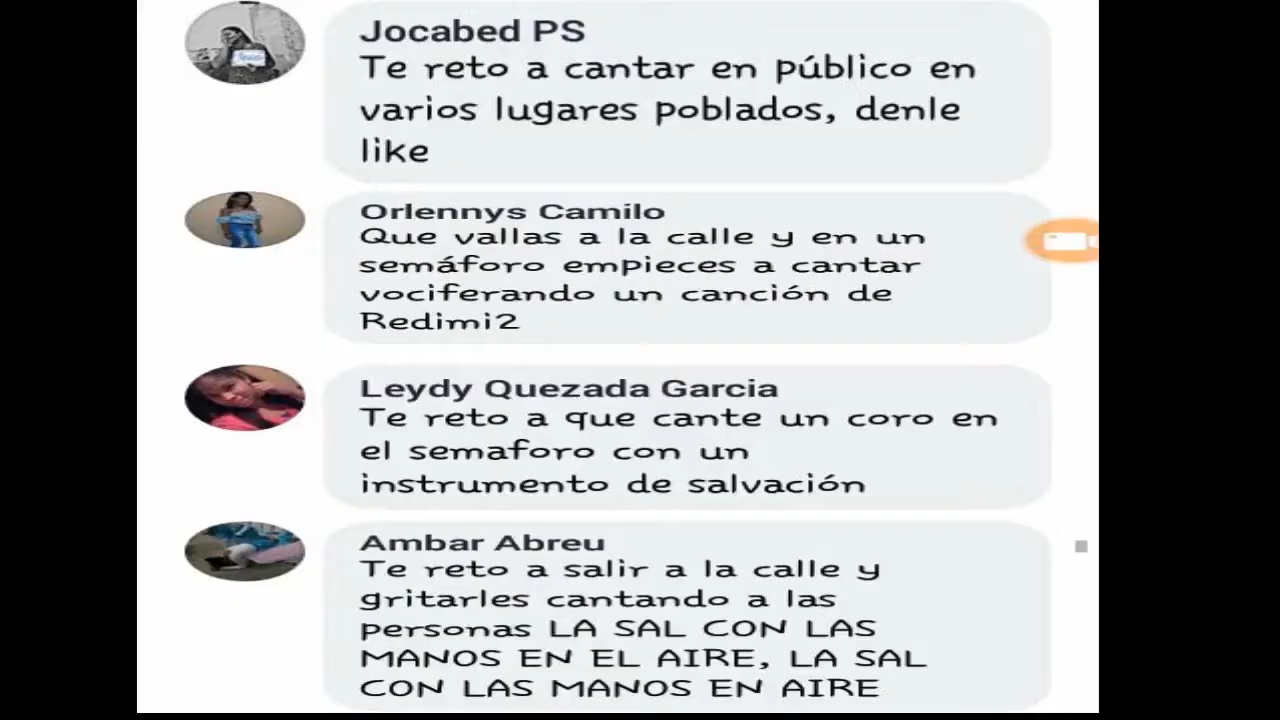 Jocabed PS
Te reto a cantar en público en
varios lugares poblados, denle
like
Orlennys Camilo
Que vallas a la calle y en un
semáforo empieces a cantar
vociferando un canción de
Redimi2
Leydy Quezada Garcia
Te reto a que cante un coro en
el semaforo con un
instrumento de salvación
Ambar Abreu
Te reto a salir a la calle y
gritarles cantando a las
personas LA SAL CON LAS
MANOS EN EL AIRE, LA SAL
CON LAS MANOS EN AIRE